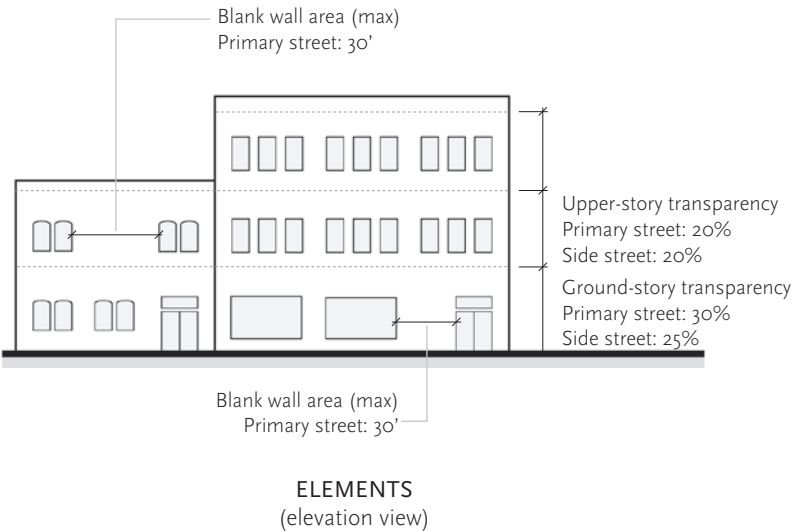 Blank wall area (max)
Primary street: 30’
Upper-story transparency
Primary street: 20%
Side street: 20%
Ground-story transparency
Primary street: 30%
Side street: 25%
Blank wall area (max)
Primary street: 30’
ELEMENTS
(elevation view)